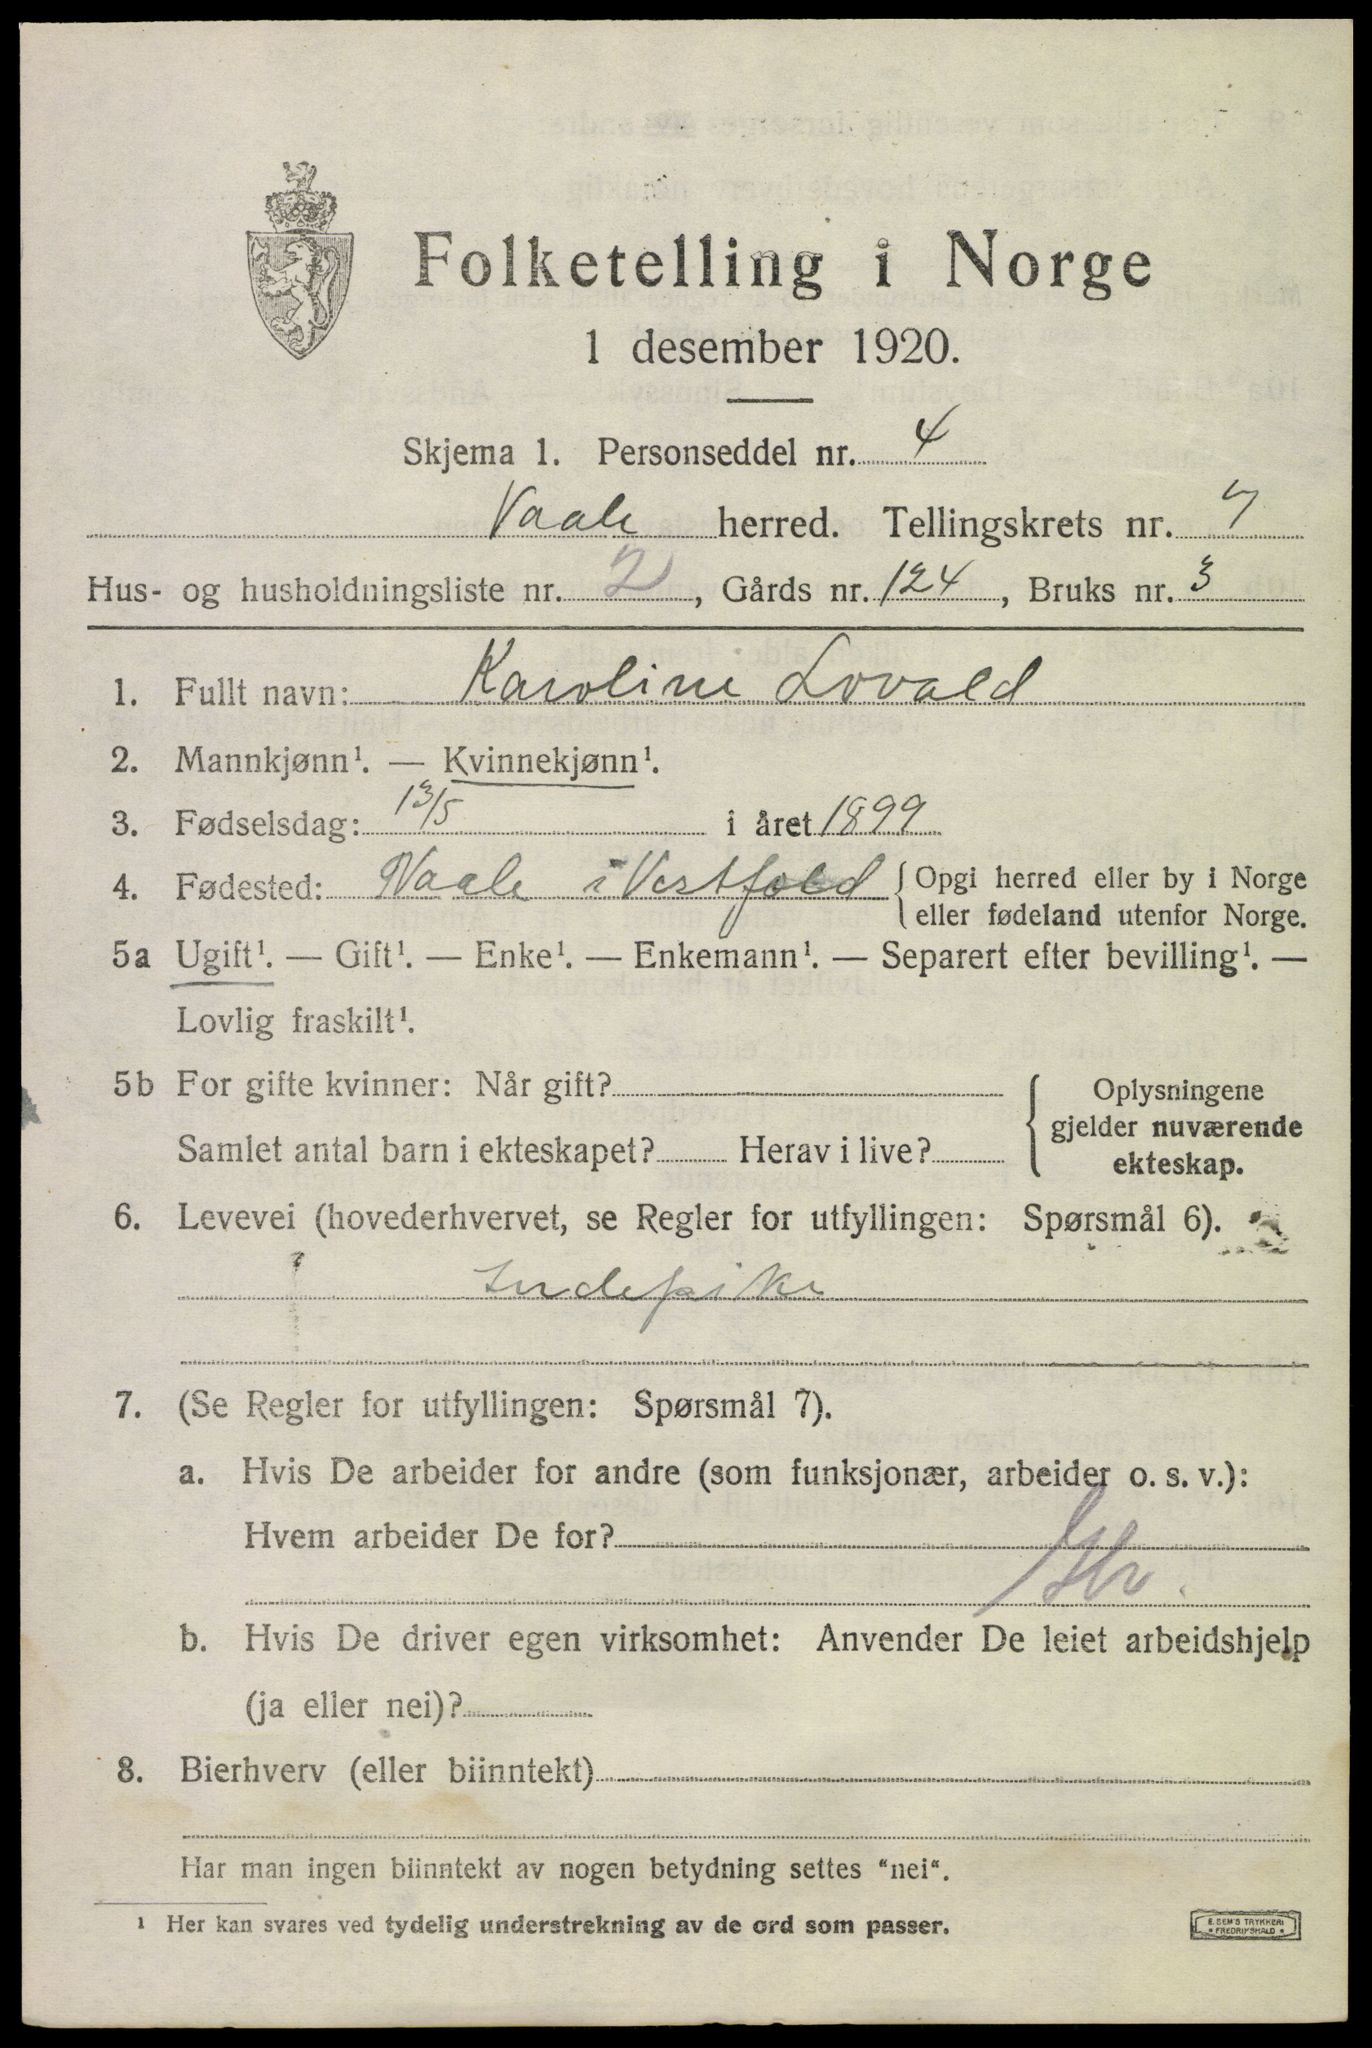 Folketelling i Norge
1 desember 1920.
Skjema 1. Personseddel nr. 4
Vaale herred. Tellingskrets nr. 7
Hus- og husholdningsliste nr. 2, Gårds nr. 124, Bruks nr. 3
1. Fullt navn: Karoline Lovald
2. Mannkjønn¹. — Kvinnekjønn¹.
3. Fødselsdag: 13/5 i året 1899
4. Fødested: Vaale i Vestfold { Opgi herred eller by i Norge
eller fødeland utenfor Norge.
5a Ugift¹. — Gift¹. — Enke¹. — Enkemann¹. — Separert efter bevilling¹. —
Lovlig fraskilt¹.
5b For gifte kvinner: Når gift? { Oplysningene
gjelder nuværende
Samlet antal barn i ekteskapet? Herav i live?
ekteskap.
6. Levevei (hovederhvervet, se Regler for utfyllingen: Spørsmål 6).
Indepike
7. (Se Regler for utfyllingen: Spørsmål 7).
a. Hvis De arbeider for andre (som funksjonær, arbeider o. s. v.):
Hvem arbeider De for?
b. Hvis De driver egen virksomhet: Anvender De leiet arbeidshjelp
(ja eller nei)?
8. Bierhverv (eller biinntekt)
Har man ingen biinntekt av nogen betydning settes "nei".
¹ Her kan svares ved tydelig understrekning av de ord som passer.
E. SEM'S TRYKKERI
* FREDRIKSHALD *